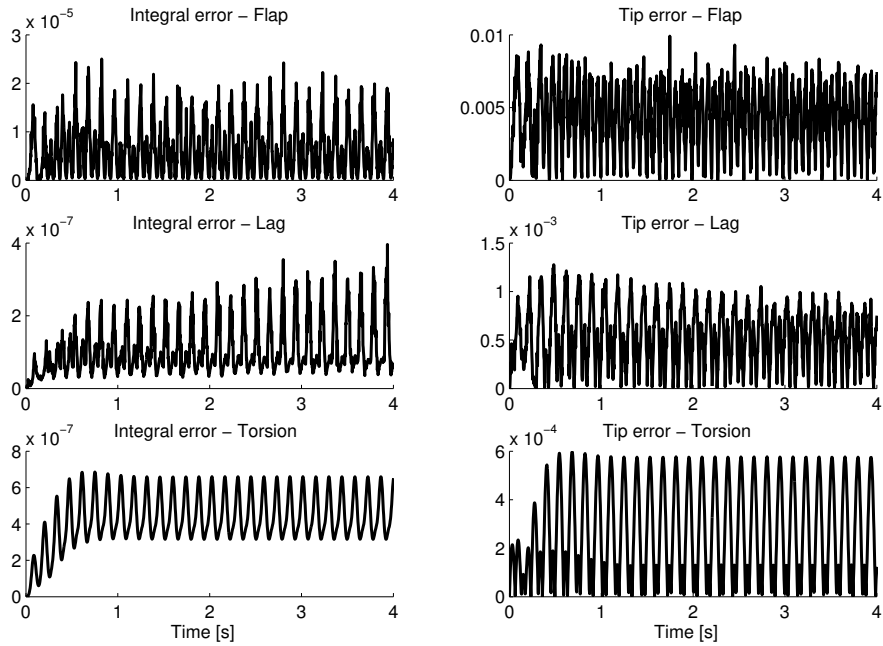 Integral error – Flap
x 10⁻⁵
3
2
1
0
0 1 2 3 4
Tip error – Flap
0.01
0.005
0
0 1 2 3 4
Integral error – Lag
x 10⁻⁷
4
2
0
0 1 2 3 4
Tip error – Lag
x 10⁻³
1.5
1
0.5
0
0 1 2 3 4
Integral error – Torsion
x 10⁻⁷
8
6
4
2
0
0 1 2 3 4
Time [s]
Tip error – Torsion
x 10⁻⁴
6
4
2
0
0 1 2 3 4
Time [s]